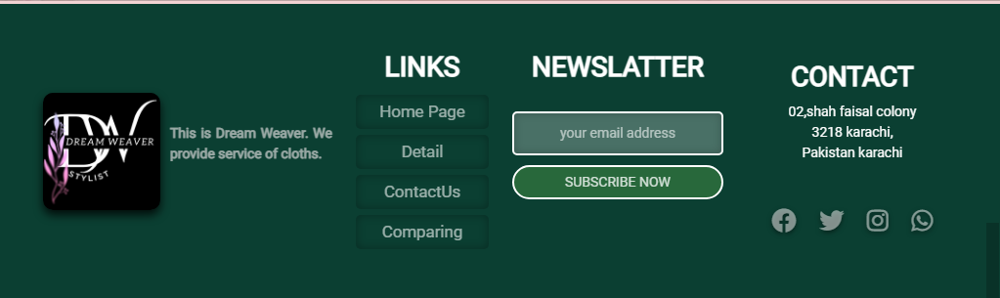 DW
DREAM WEAVER
STYLIST
This is Dream Weaver. We
provide service of cloths.
LINKS
Home Page
Detail
ContactUs
Comparing
NEWSLATTER
your email address
SUBSCRIBE NOW
CONTACT
02,shah faisal colony
3218 karachi,
Pakistan karachi